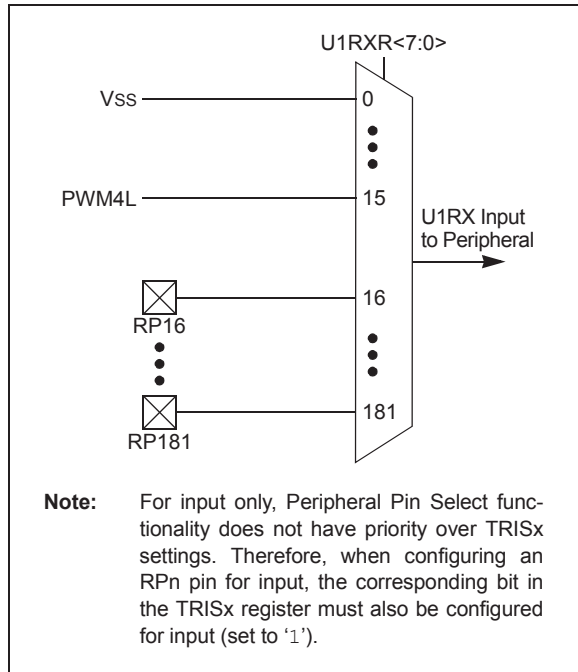 U1RXR<7:0>
Vss
0
PWM4L
15
U1RX Input
to Peripheral
16
RP16
181
RP181
Note: For input only, Peripheral Pin Select func-
tionality does not have priority over TRISx
settings. Therefore, when configuring an
RPn pin for input, the corresponding bit in
the TRISx register must also be configured
for input (set to ‘1’).